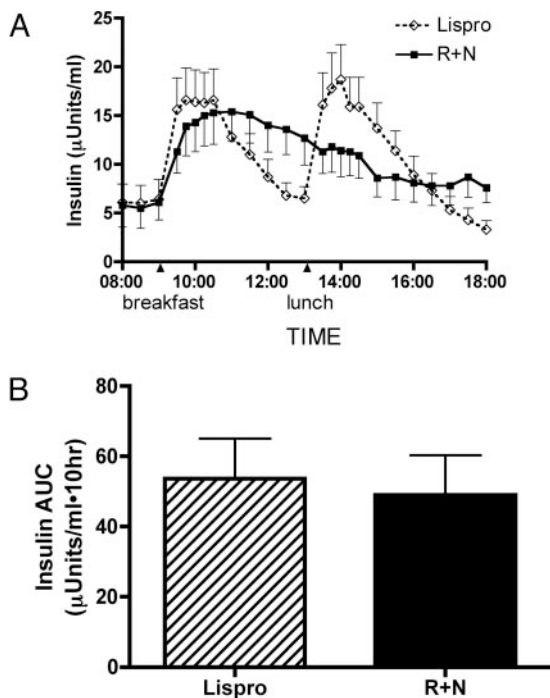 A
Lispro
R+N
Insulin (μUnits/ml)
25
20
15
10
5
0
08:00 10:00 12:00 14:00 16:00 18:00
breakfast lunch
TIME
B
Insulin AUC
(μUnits/ml•10hr)
80
60
40
20
0
Lispro R+N